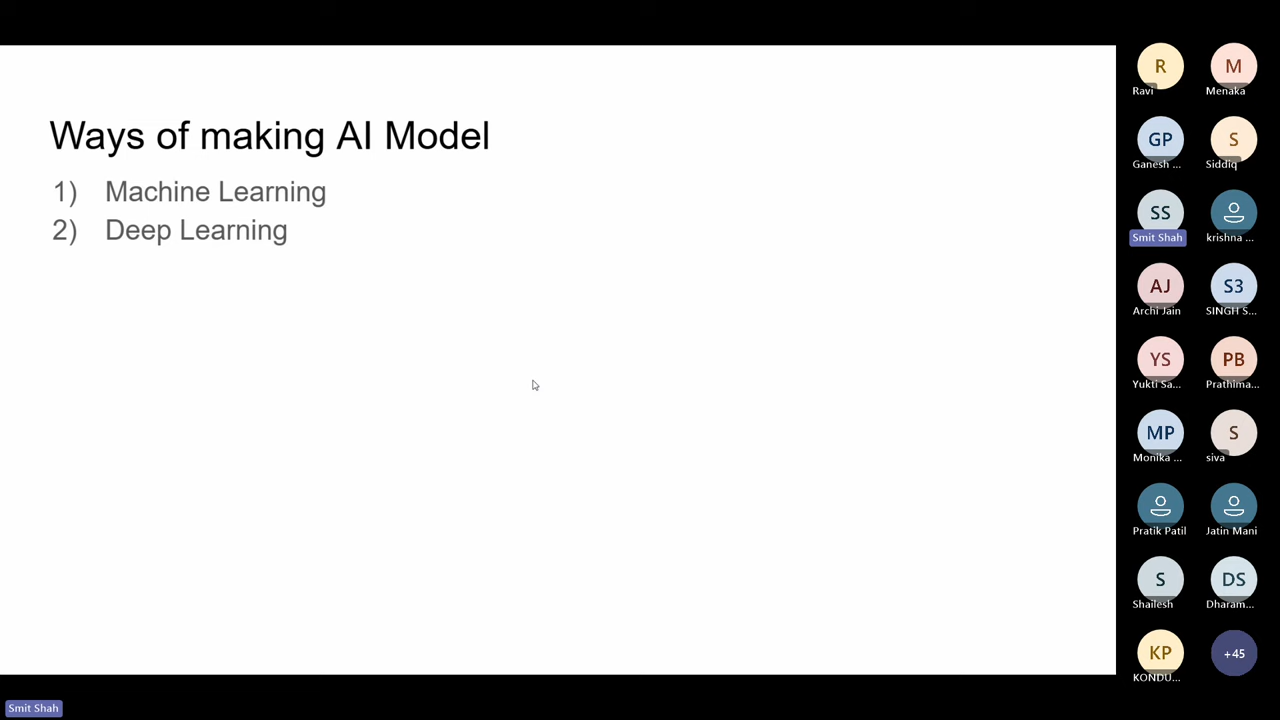 Ways of making AI Model
1) Machine Learning
2) Deep Learning
R
Ravi
M
Menaka
GP
Ganesh ...
S
Siddiq
SS
Smit Shah
krishna ...
AJ
Archi Jain
S3
SINGH S...
YS
Yukti Sa...
PB
Prathima...
MP
Monika ...
S
siva
Pratik Patil
Jatin Mani
S
Shailesh
DS
Dharam...
KP
KONDU...
+45
Smit Shah